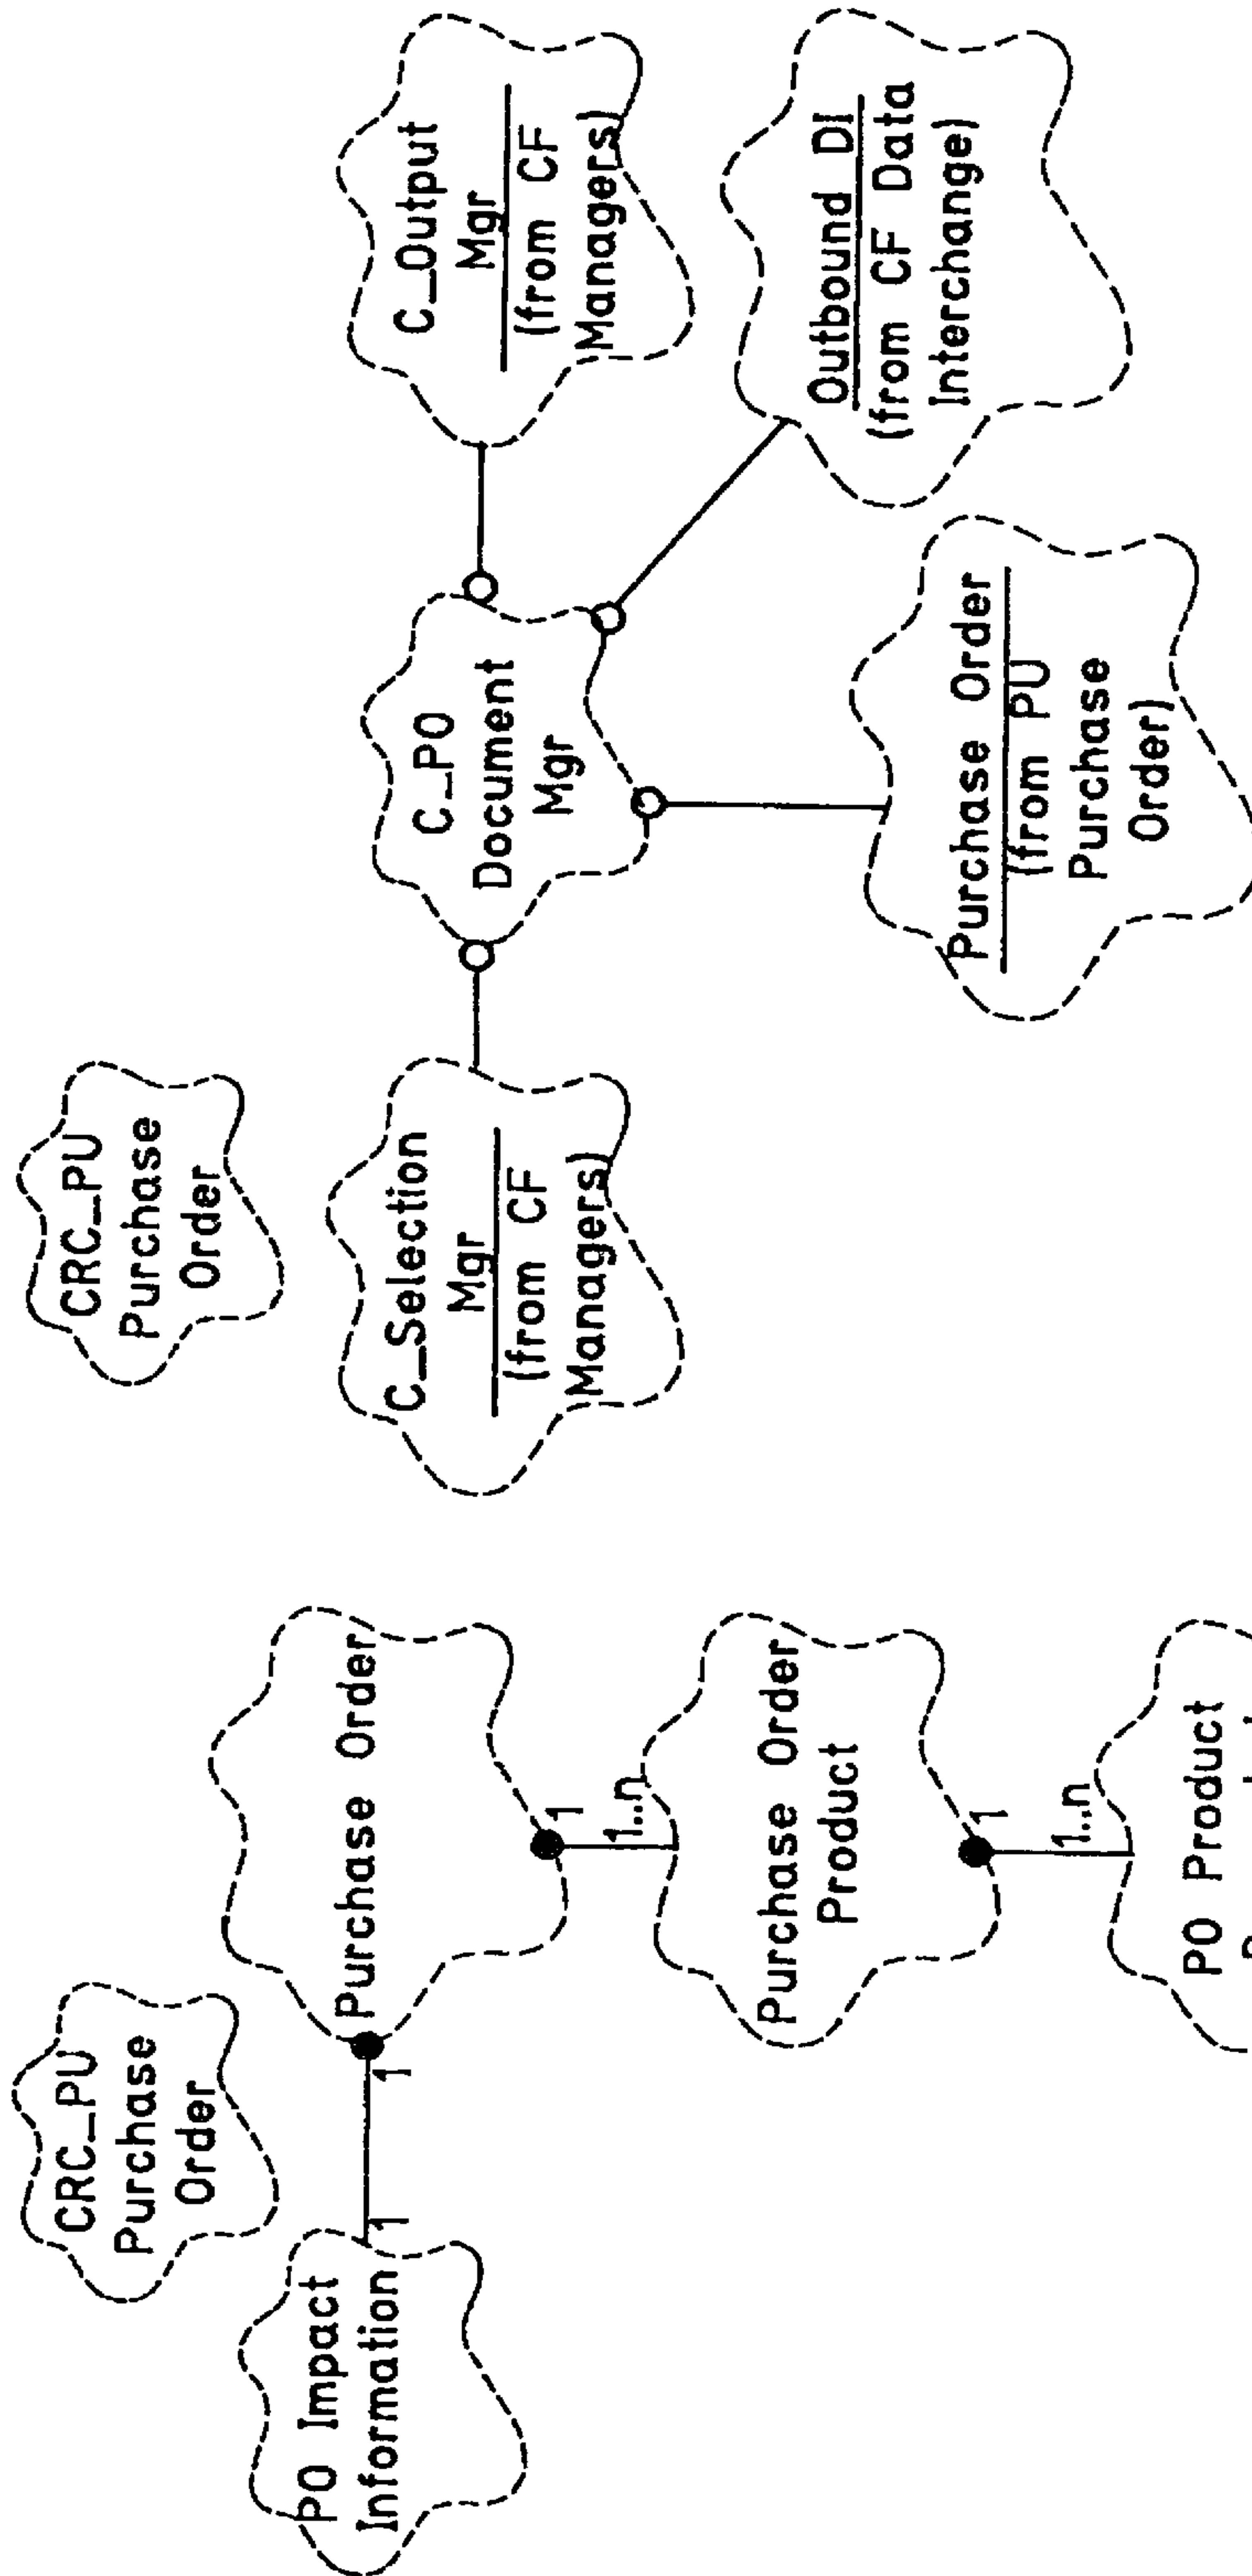 CRC_PU
Purchase
Order
PO Impact
Information
1
1
Purchase Order
1
1..n
Purchase Order
Product
1
1..n
PO Product
CRC_PU
Purchase
Order
C_Selection
Mgr
(from CF
Managers)
C_PO
Document
Mgr
C_Output
Mgr
(from CF
Managers)
Purchase Order
(from PU
Purchase
Order)
Outbound DI
(from CF Data
Interchange)